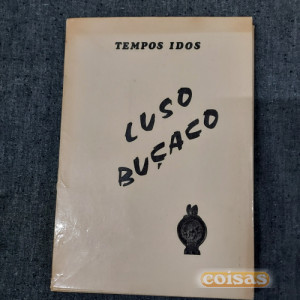 TEMPOS IDOS
LUSO
BUÇACO
coisas